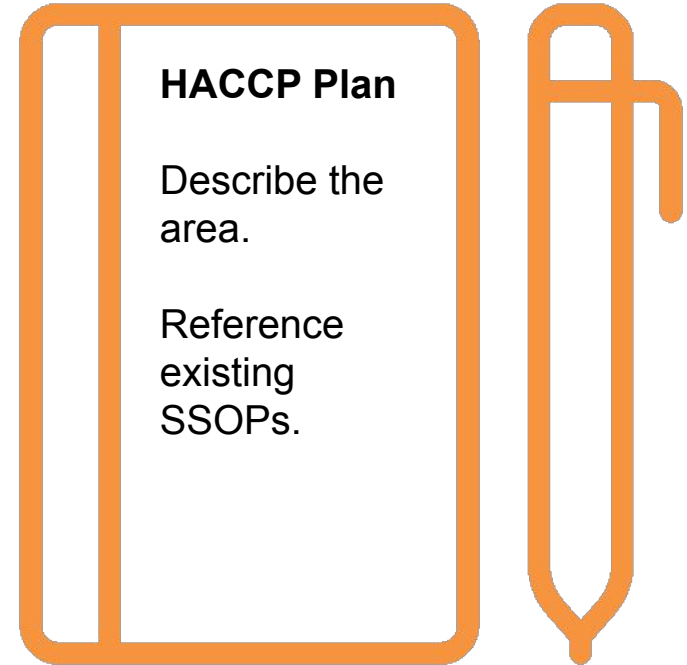 HACCP Plan
Describe the
area.
Reference
existing
SSOPs.